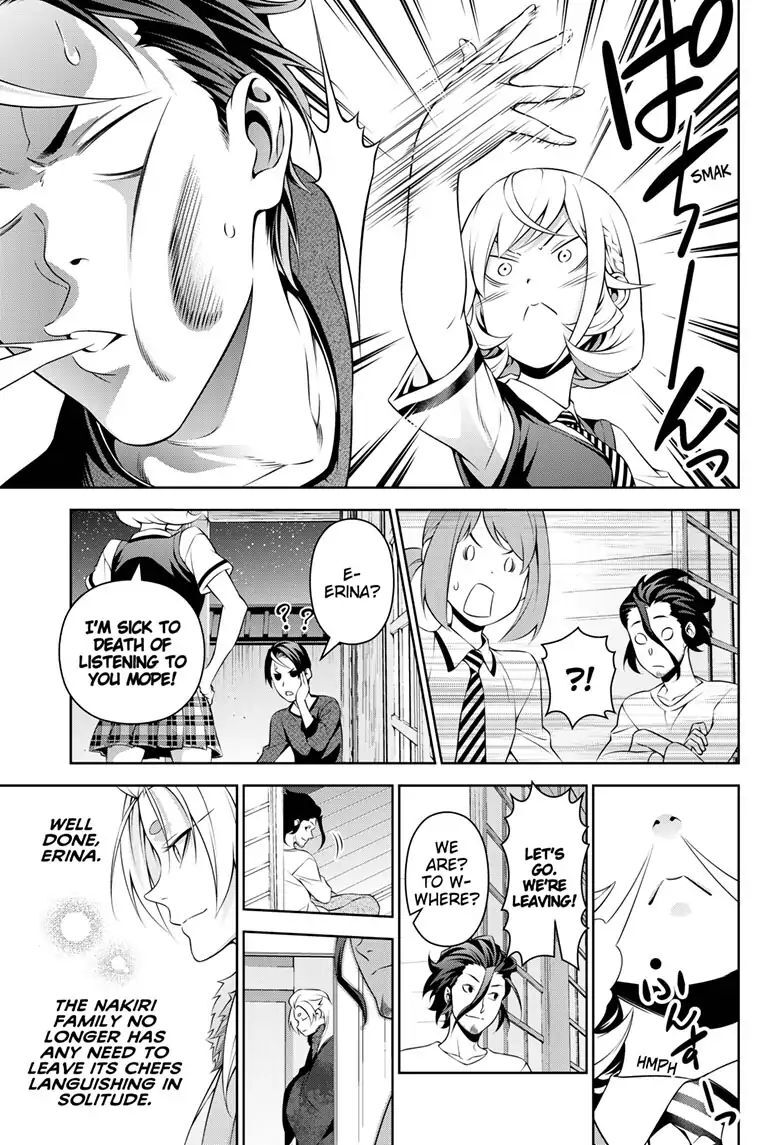 ぱちーんっ
SMAK
?!
E-
ERINA?
? ?
I'M SICK TO
DEATH OF
LISTENING TO
YOU MOPE!
ふんすっ
HMPH
LET'S
GO.
WE'RE
LEAVING!
WE
ARE?
TO W-
WHERE?
WELL
DONE,
ERINA.
THE NAKIRI
FAMILY NO
LONGER HAS
ANY NEED TO
LEAVE ITS CHEFS
LANGUISHING IN
SOLITUDE.